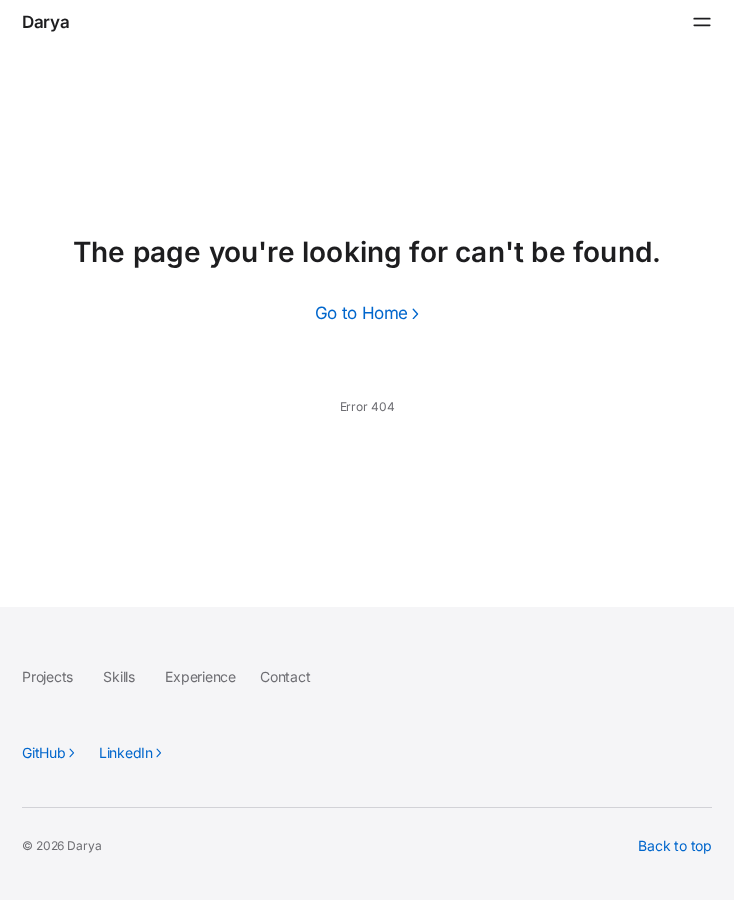 Darya
The page you're looking for can't be found.
Go to Home
Error 404
Projects Skills Experience Contact
GitHub LinkedIn
© 2026 Darya Back to top